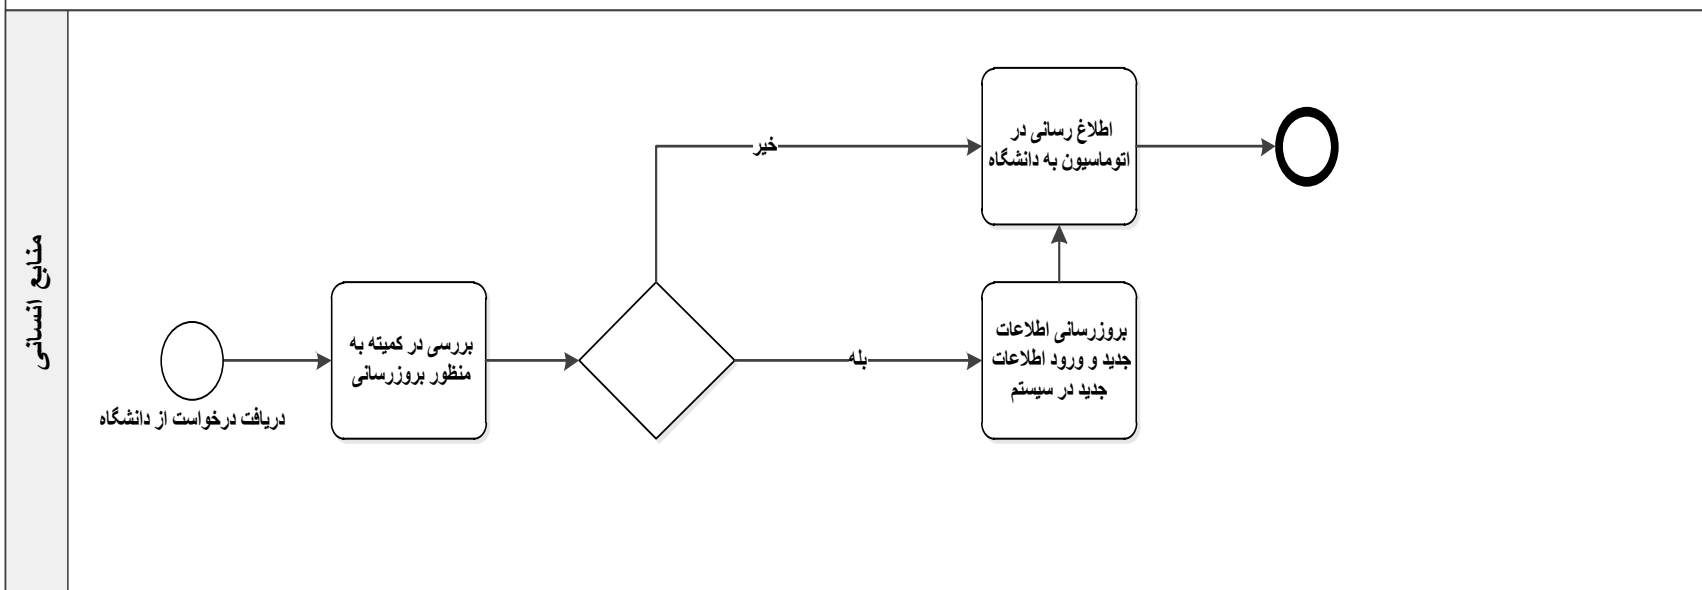 منابع انسانی
دریافت درخواست از دانشگاه
بررسی در کمیته به
منظور بروزرسانی
خیر
بله
بروزرسانی اطلاعات
جدید و ورود اطلاعات
جدید در سیستم
اطلاغ رسانی در
اتوماسیون به دانشگاه